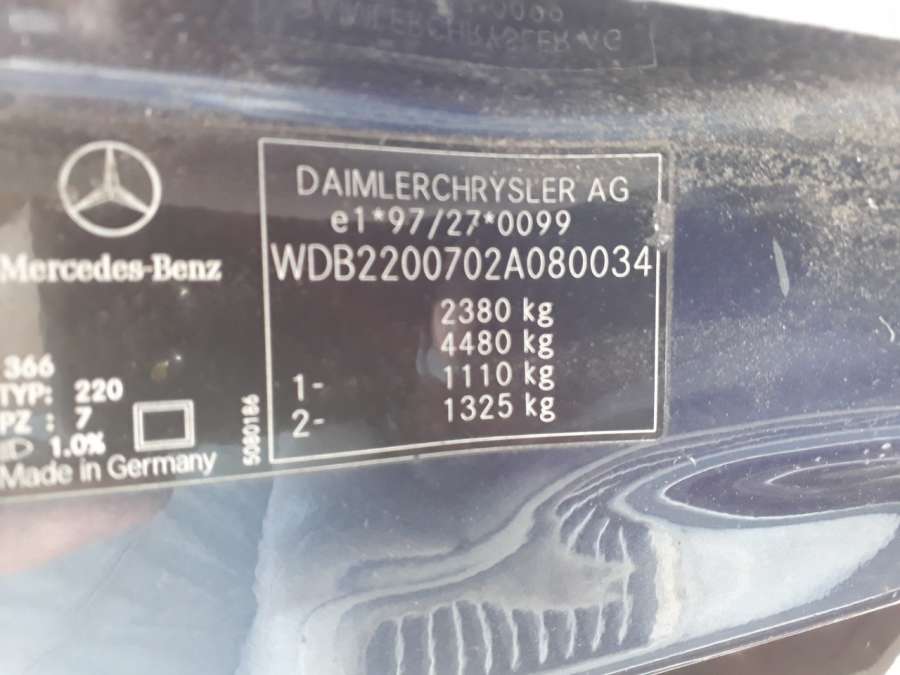 DAIMLERCHRYSLER AG
e1*97/27*0099
WDB2200702A080034
2380 kg
4480 kg
1- 1110 kg
2- 1325 kg
Mercedes-Benz
366
TYP: 220
PZ : 7
1.0%
Made in Germany
5080186